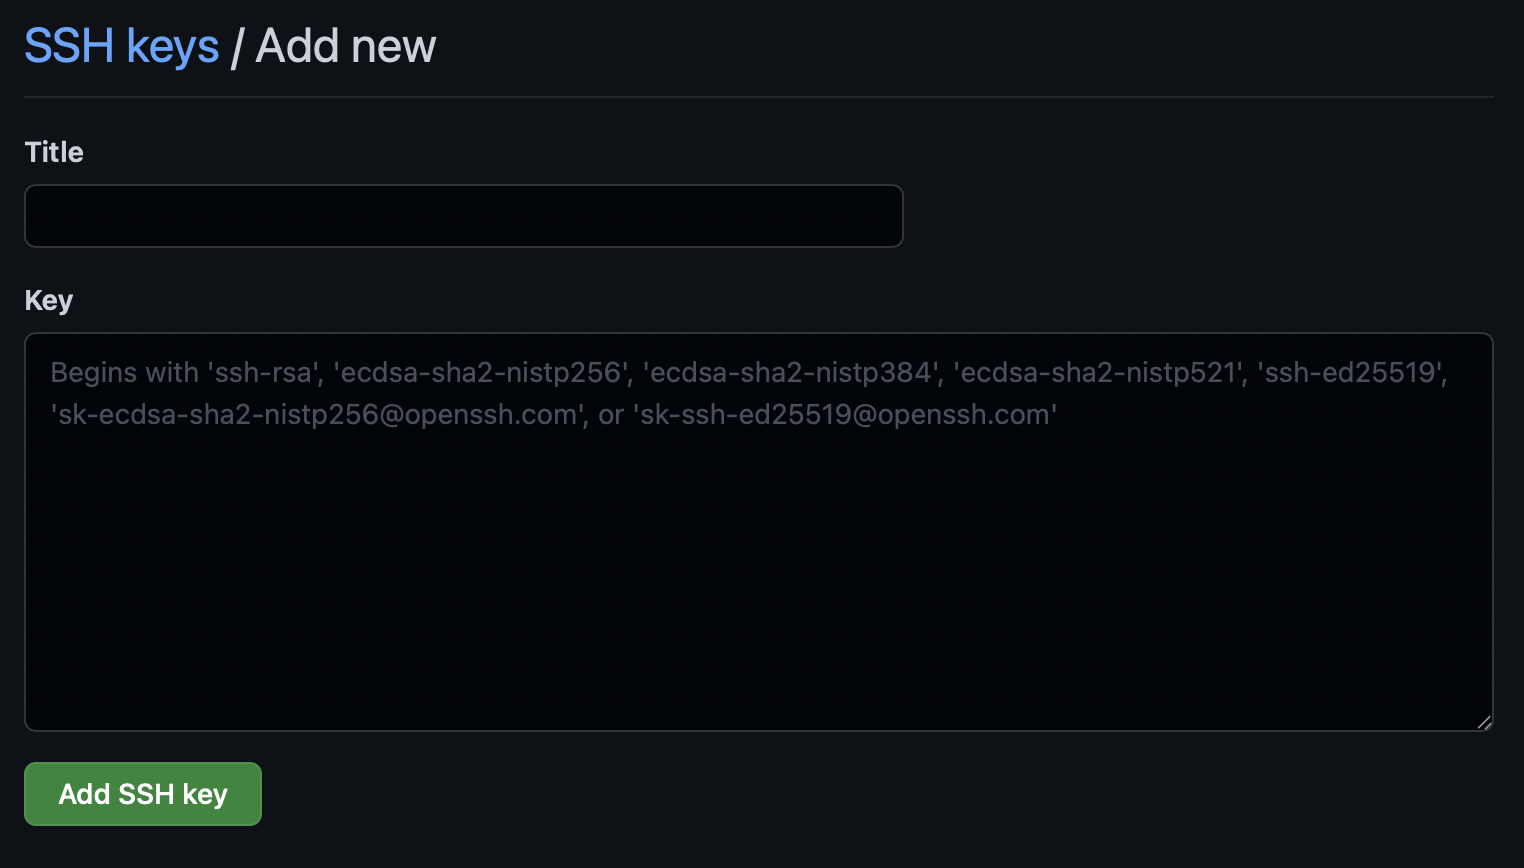 SSH keys / Add new
Title
Key
Begins with 'ssh-rsa', 'ecdsa-sha2-nistp256', 'ecdsa-sha2-nistp384', 'ecdsa-sha2-nistp521', 'ssh-ed25519',
'sk-ecdsa-sha2-nistp256@openssh.com', or 'sk-ssh-ed25519@openssh.com'
Add SSH key